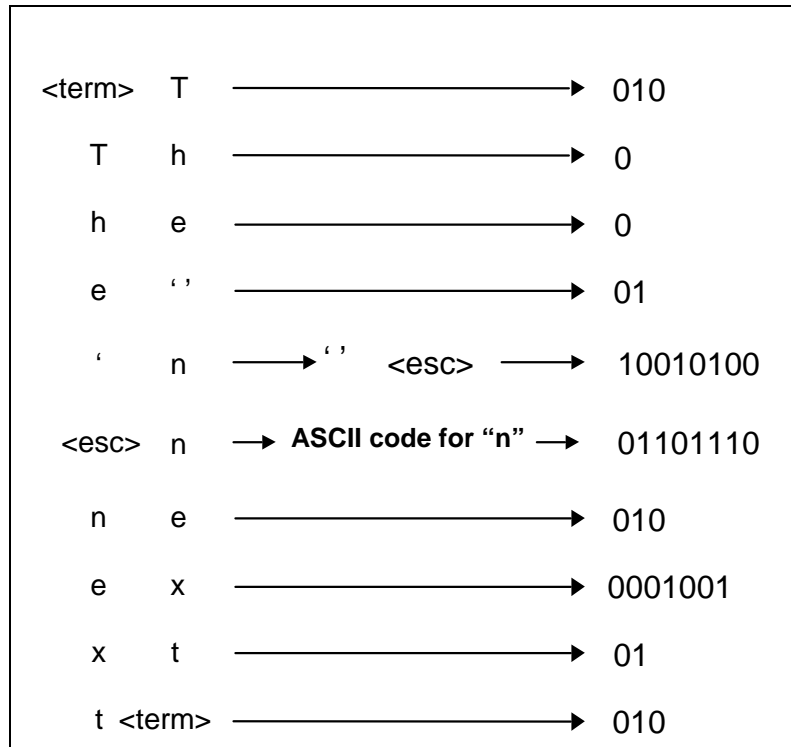 <term> T 010
T h 0
h e 0
e ‘ ’ 01
‘ n ‘ ’ <esc> 10010100
<esc> n ASCII code for “n” 01101110
n e 010
e x 0001001
x t 01
t <term> 010